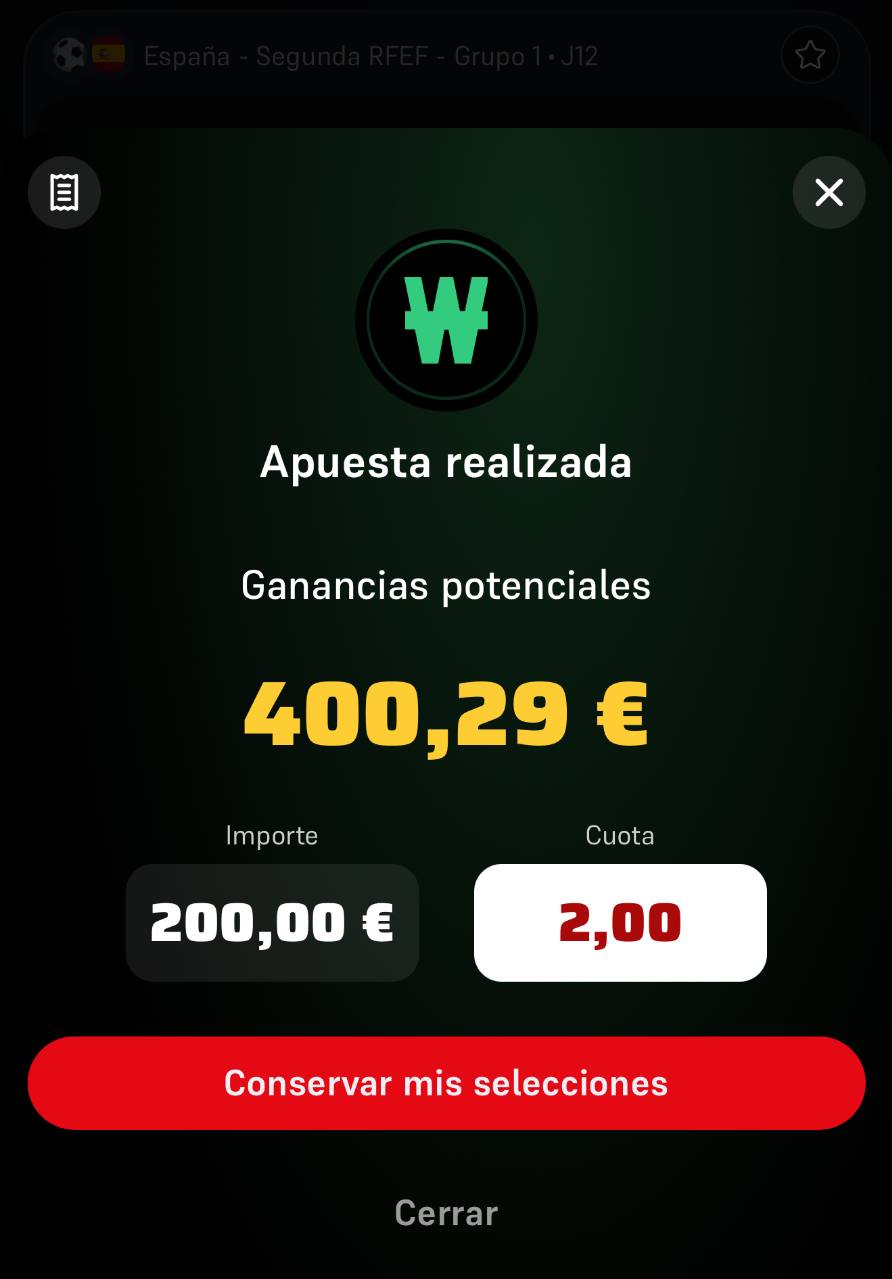 España - Segunda RFEF - Grupo 1 • J12
W
Apuesta realizada
Ganancias potenciales
400,29 €
Importe
Cuota
200,00 €
2,00
Conservar mis selecciones
Cerrar